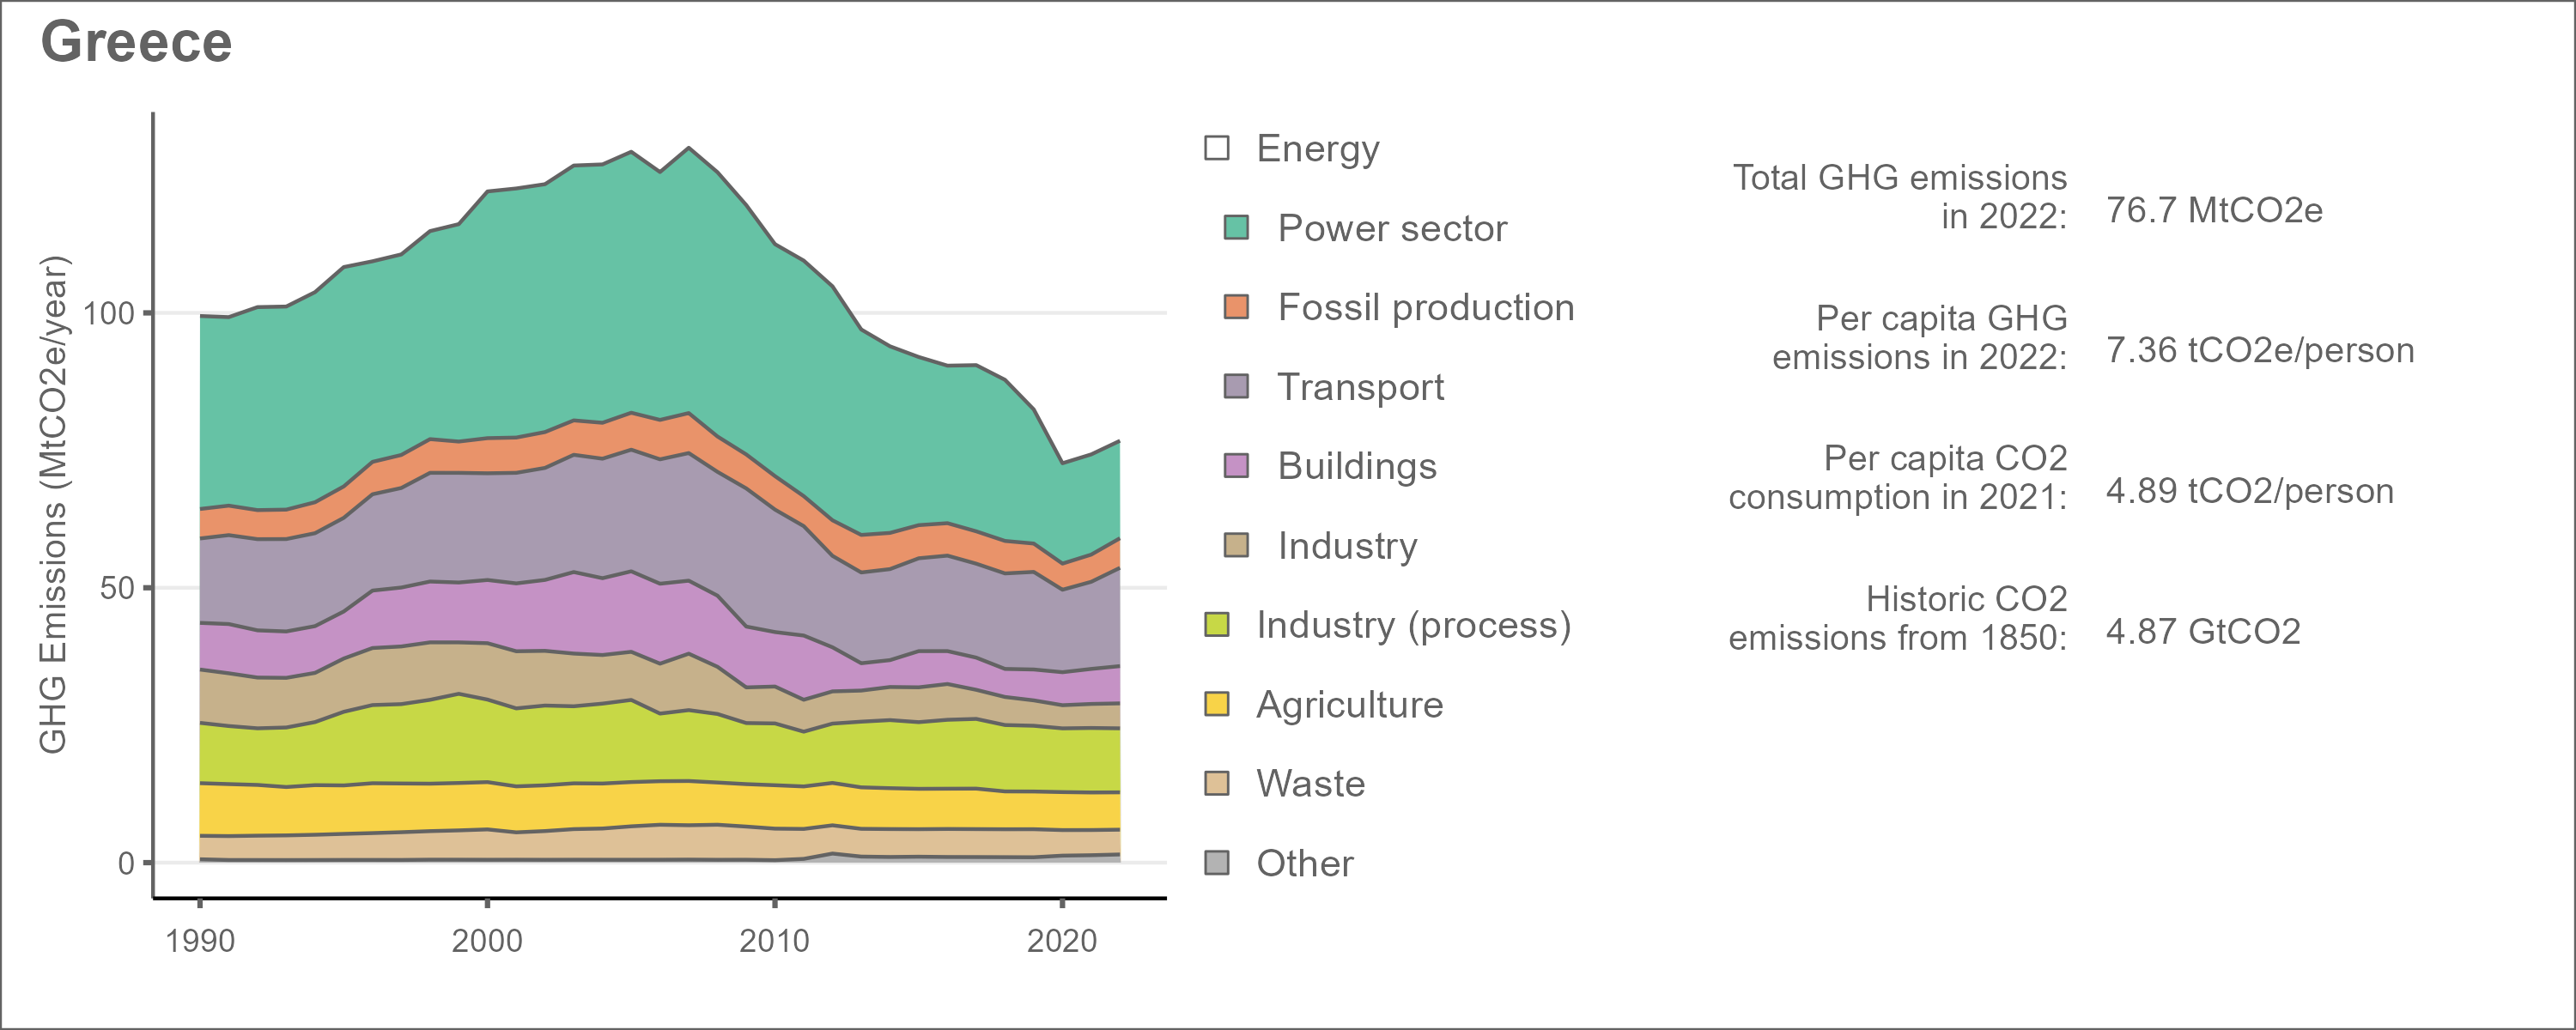 Greece
GHG Emissions (MtCO2e/year)
100
50
0
1990
2000
2010
2020
Energy
Power sector
Fossil production
Transport
Buildings
Industry
Industry (process)
Agriculture
Waste
Other
Total GHG emissions
in 2022:
76.7 MtCO2e
Per capita GHG
emissions in 2022:
7.36 tCO2e/person
Per capita CO2
consumption in 2021:
4.89 tCO2/person
Historic CO2
emissions from 1850:
4.87 GtCO2